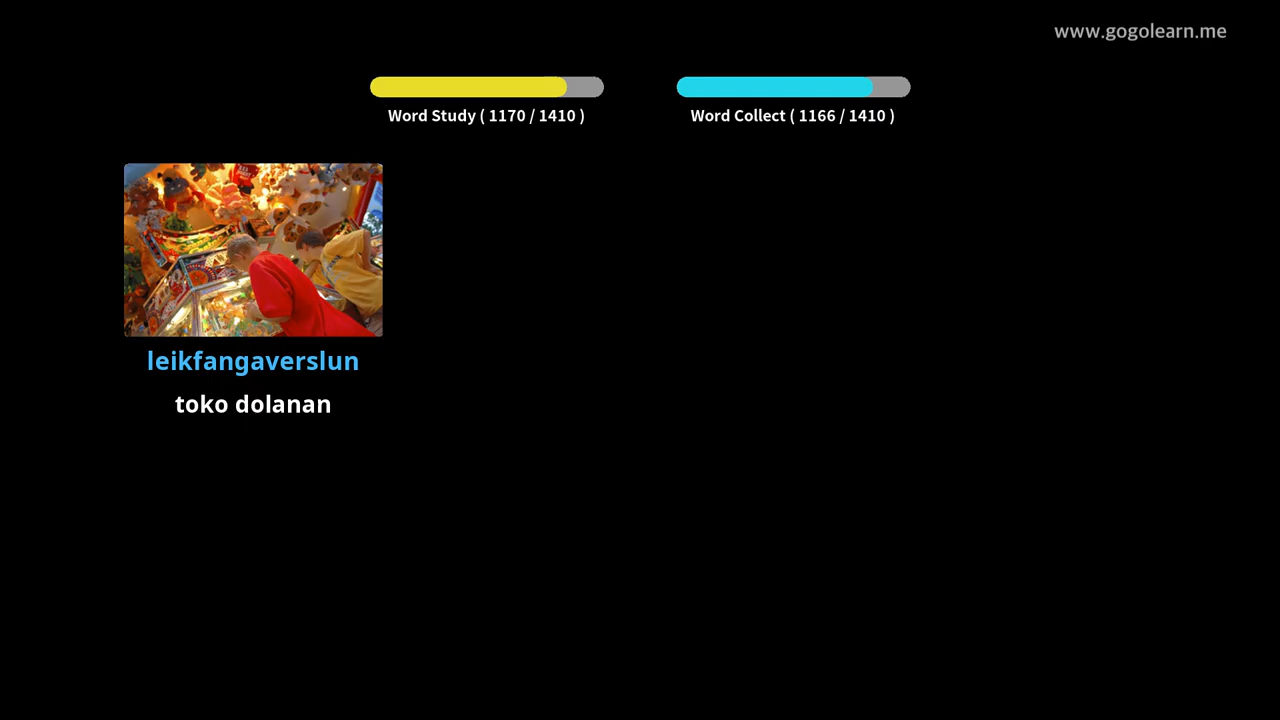 www.gogolearn.me
Word Study ( 1170 / 1410 )
Word Collect ( 1166 / 1410 )
leikfangaverslun
toko dolanan